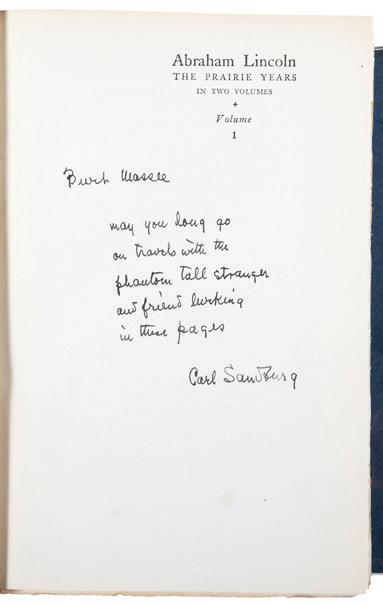 Abraham Lincoln
THE PRAIRIE YEARS
IN TWO VOLUMES
+
Volume
1
Burt Massee
may you long go
on travels with the
phantom tall stranger
and friend lurking
in these pages
Carl Sandburg